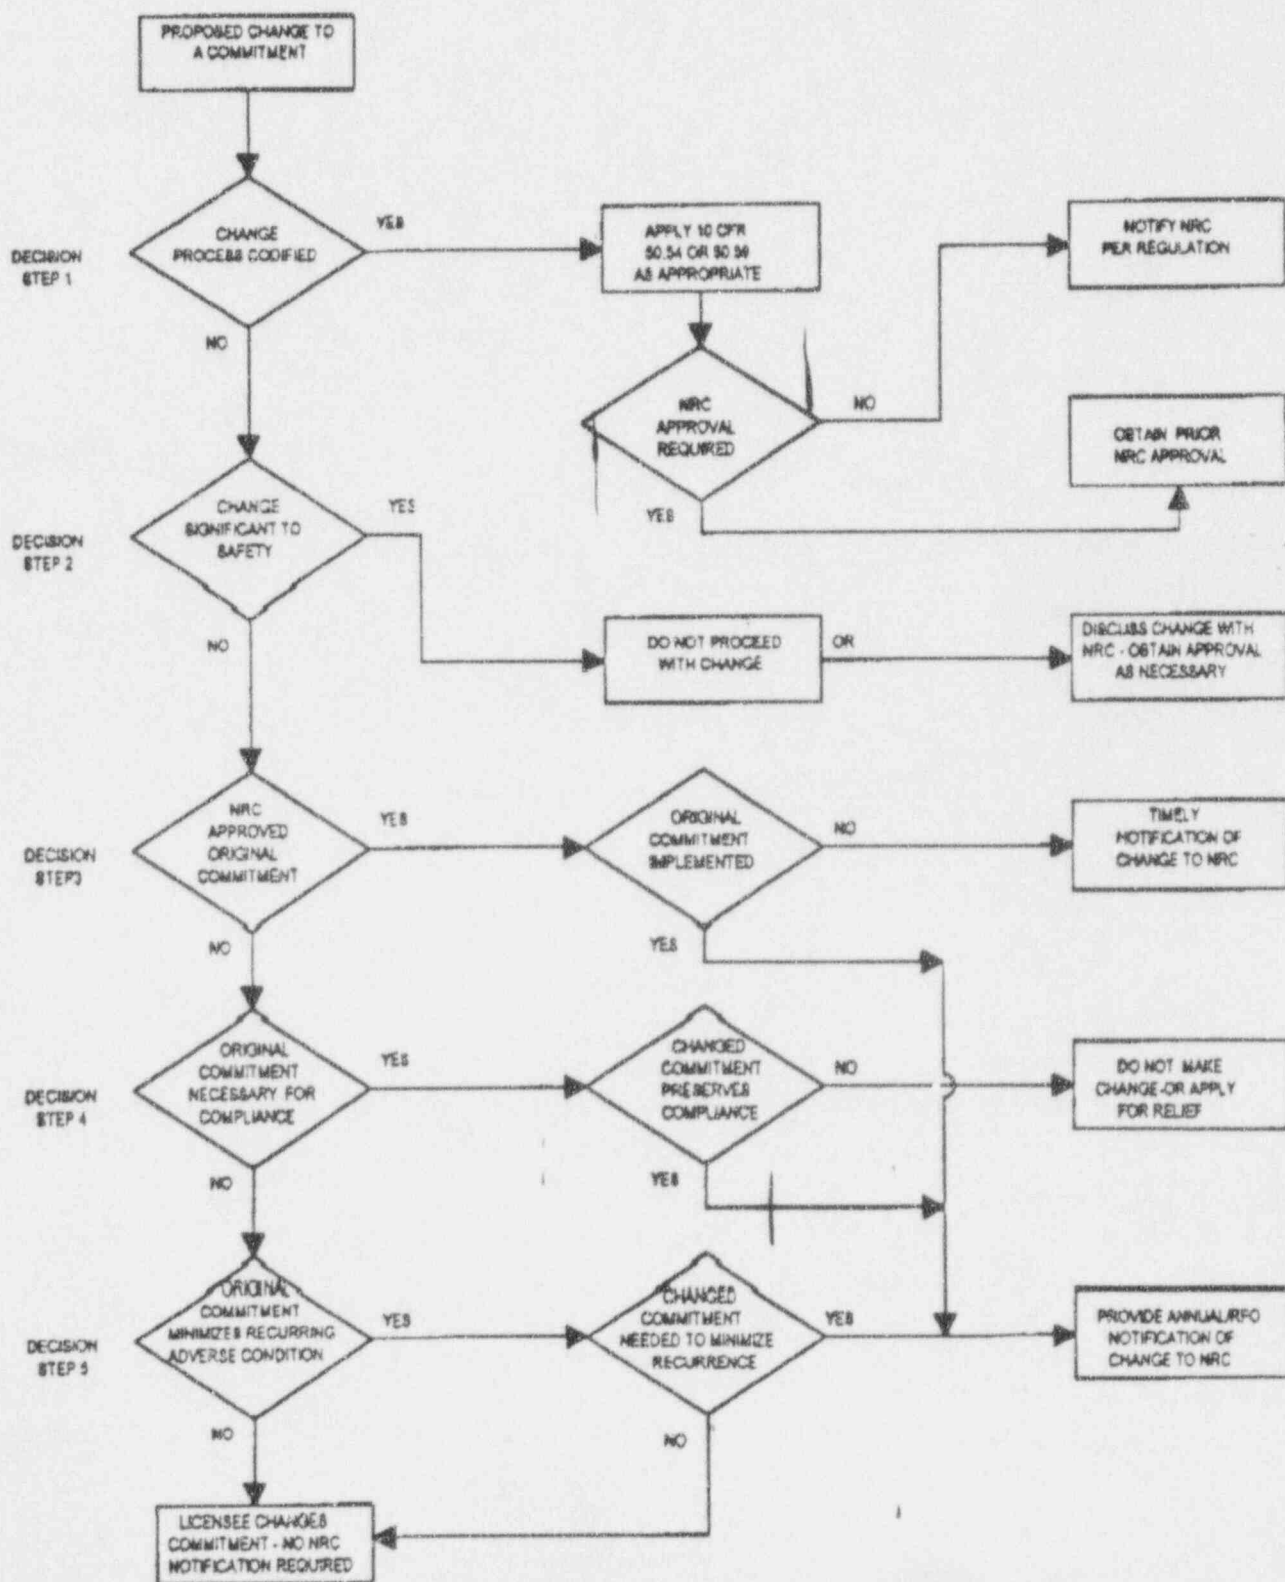 PROPOSED CHANGE TO
A COMMITMENT
DECISION
STEP 1
CHANGE
PROCESS CODIFIED
YES
NO
APPLY 10 CFR
50.54 OR 50.59
AS APPROPRIATE
NRC
APPROVAL
REQUIRED
NO
YES
NOTIFY NRC
PER REGULATION
OBTAIN PRIOR
NRC APPROVAL
DECISION
STEP 2
CHANGE
SIGNIFICANT TO
SAFETY
YES
NO
DO NOT PROCEED
WITH CHANGE
OR
DISCUSS CHANGE WITH
NRC - OBTAIN APPROVAL
AS NECESSARY
DECISION
STEP3
NRC
APPROVED
ORIGINAL
COMMITMENT
YES
NO
ORIGINAL
COMMITMENT
IMPLEMENTED
NO
YES
TIMELY
NOTIFICATION OF
CHANGE TO NRC
DECISION
STEP 4
ORIGINAL
COMMITMENT
NECESSARY FOR
COMPLIANCE
YES
NO
CHANGED
COMMITMENT
PRESERVES
COMPLIANCE
NO
YES
DO NOT MAKE
CHANGE-OR APPLY
FOR RELIEF
DECISION
STEP 5
ORIGINAL
COMMITMENT
MINIMIZES RECURRING
ADVERSE CONDITION
YES
NO
CHANGED
COMMITMENT
NEEDED TO MINIMIZE
RECURRENCE
YES
NO
PROVIDE ANNUAL/RFO
NOTIFICATION OF
CHANGE TO NRC
LICENSEE CHANGES
COMMITMENT - NO NRC
NOTIFICATION REQUIRED